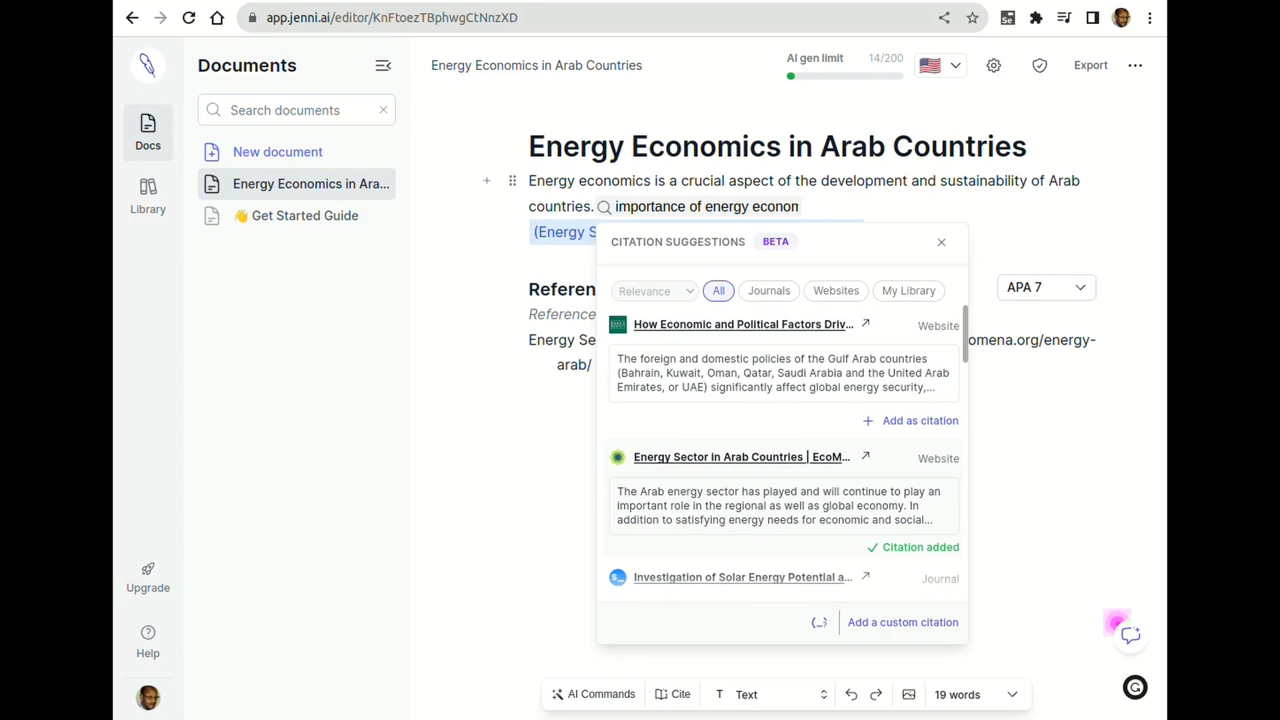 app.jenni.ai/editor/KnFtoezTBphwgCtNnzXD
Se
Documents
Energy Economics in Arab Countries
AI gen limit 14/200
Export
Search documents
Docs
New document
Energy Economics in Ara...
Library
👋 Get Started Guide
Energy Economics in Arab Countries
Energy economics is a crucial aspect of the development and sustainability of Arab
countries. importance of energy econom
(Energy S
CITATION SUGGESTIONS BETA
Referen
APA 7
Relevance All Journals Websites My Library
Reference
How Economic and Political Factors Driv... Website
Energy Se
omena.org/energy-
arab/
The foreign and domestic policies of the Gulf Arab countries
(Bahrain, Kuwait, Oman, Qatar, Saudi Arabia and the United Arab
Emirates, or UAE) significantly affect global energy security,...
Add as citation
Energy Sector in Arab Countries | EcoM... Website
The Arab energy sector has played and will continue to play an
important role in the regional as well as global economy. In
addition to satisfying energy needs for economic and social...
Citation added
Investigation of Solar Energy Potential a... Journal
Upgrade
(...)
Add a custom citation
Help
AI Commands Cite T Text 19 words